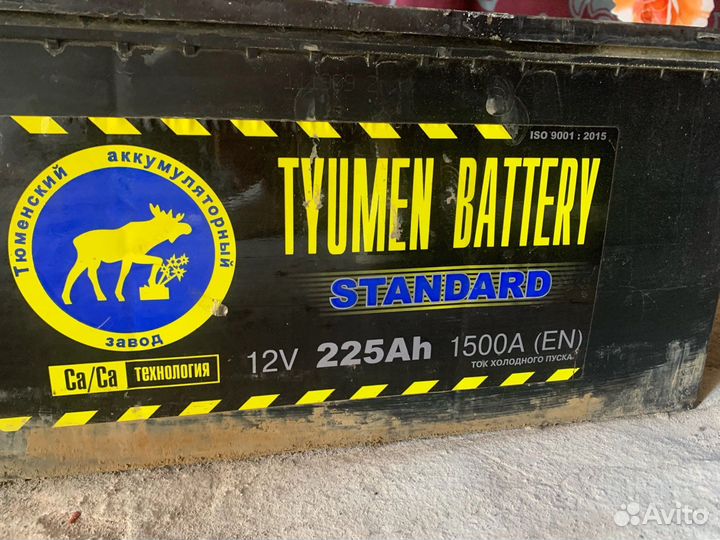 ISO 9001 : 2015
Тюменский аккумуляторный
завод
TYUMEN BATTERY
STANDARD
12V 225Ah 1500A (EN)
ТОК ХОЛОДНОГО ПУСКА
Ca/Ca технология
Avito